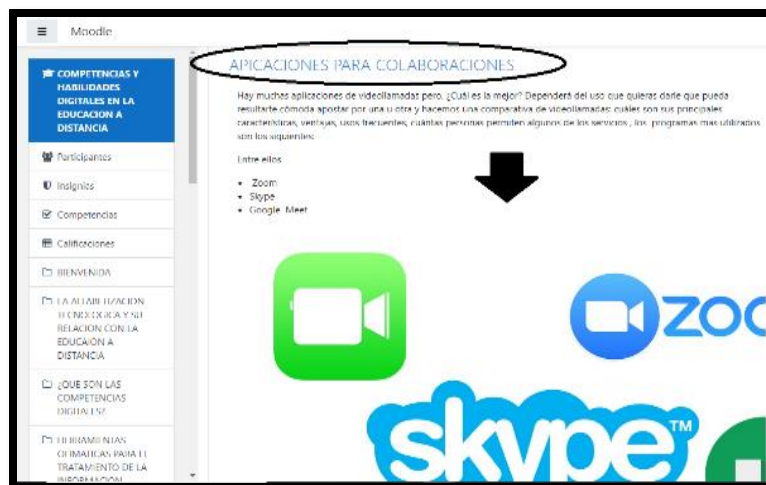 Moodle
COMPETENCIAS Y
HABILIDADES
DIGITALES EN LA
EDUCACION A
DISTANCIA
Participantes
Insignias
Competencias
Calificaciones
BIENVENIDA
LA ALFABETIZACION
TECNOLOGICA Y SU
RELACION CON LA
EDUCAION A
DISTANCIA
¿QUE SON LAS
COMPETENCIAS
DIGITALES?
HERRAMIENTAS
OFIMATICAS PARA EL
TRATAMIENTO DE LA
INFORMACION
APICACIONES PARA COLABORACIONES
Hay muchas aplicaciones de videollamadas pero. ¿Cuál es la mejor? Dependerá del uso que quieras darle que pueda
resultarte cómoda apostar por una u otra y hacemos una comparativa de videollamadas: cuáles son sus principales
características, ventajas, usos frecuentes, cuántas personas permiten algunos de los servicios , los programas mas utilizados
son los siguientes:
Entre ellos
Zoom
Skype
Google Meet
ZOO
skype
TM